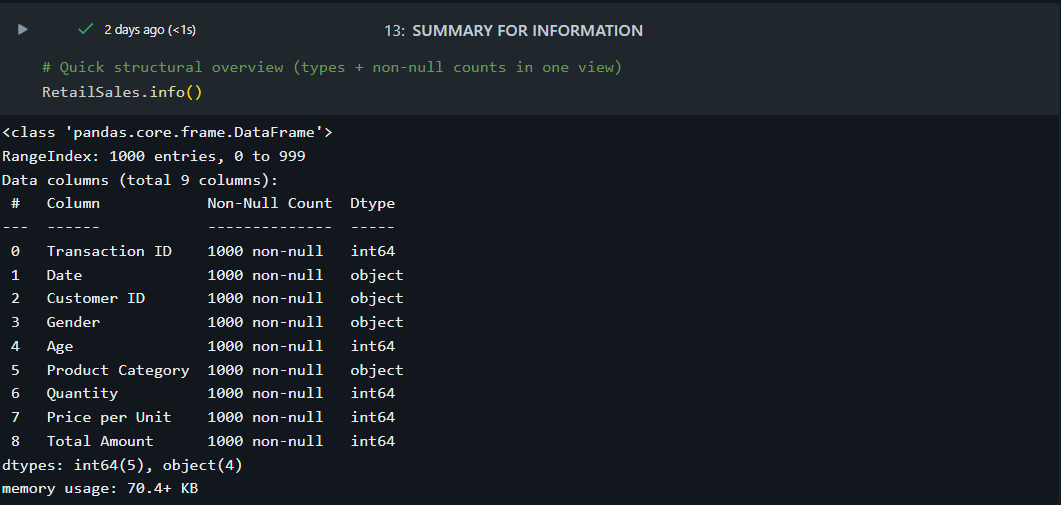 2 days ago (<1s) 13: SUMMARY FOR INFORMATION
# Quick structural overview (types + non-null counts in one view)
RetailSales.info()
<class 'pandas.core.frame.DataFrame'>
RangeIndex: 1000 entries, 0 to 999
Data columns (total 9 columns):
 #   Column            Non-Null Count  Dtype
---  ------            --------------  -----
 0   Transaction ID    1000 non-null   int64
 1   Date              1000 non-null   object
 2   Customer ID       1000 non-null   object
 3   Gender            1000 non-null   object
 4   Age               1000 non-null   int64
 5   Product Category  1000 non-null   object
 6   Quantity          1000 non-null   int64
 7   Price per Unit    1000 non-null   int64
 8   Total Amount      1000 non-null   int64
dtypes: int64(5), object(4)
memory usage: 70.4+ KB